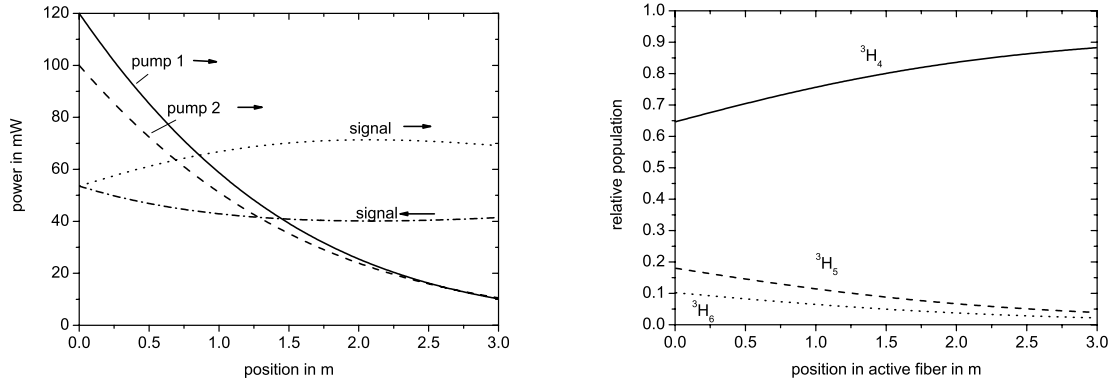 120
100
80
60
40
20
0
power in mW
0.0 0.5 1.0 1.5 2.0 2.5 3.0
position in m
pump 1
pump 2
signal
signal
1.0
0.9
0.8
0.7
0.6
0.5
0.4
0.3
0.2
0.1
0.0
relative population
0.0 0.5 1.0 1.5 2.0 2.5 3.0
position in active fiber in m
³H₄
³H₅
³H₆